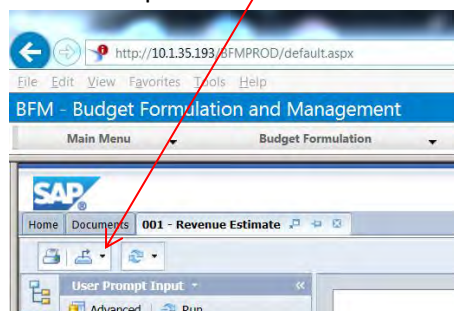 http://10.1.35.193/BFMPROD/default.aspx
File Edit View Favorites Tools Help
BFM - Budget Formulation and Management
Main Menu Budget Formulation
SAP
Home Documents 001 - Revenue Estimate
User Prompt Input
Advanced Run